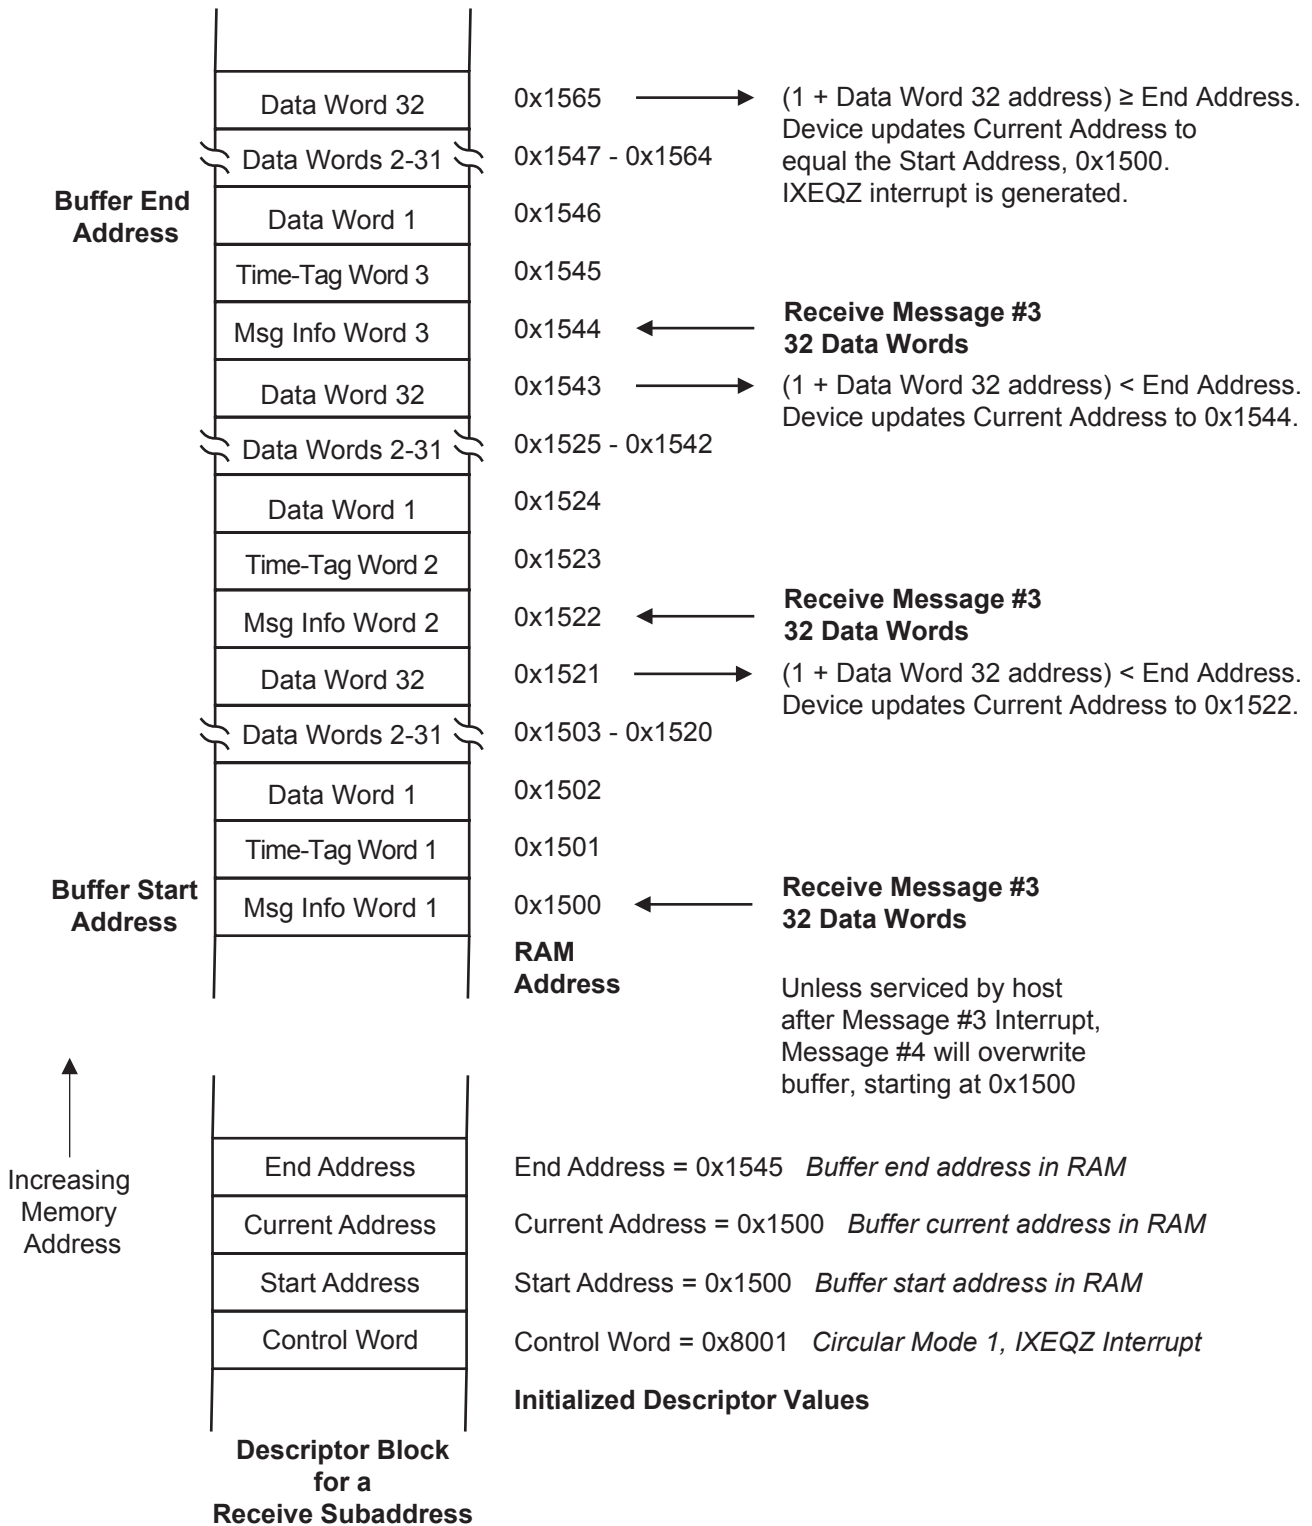 Data Word 32
0x1565
(1 + Data Word 32 address) ≥ End Address.
Device updates Current Address to
equal the Start Address, 0x1500.
IXEQZ interrupt is generated.
Data Words 2-31
0x1547 - 0x1564
Buffer End
Address
Data Word 1
0x1546
Time-Tag Word 3
0x1545
Msg Info Word 3
0x1544
Receive Message #3
32 Data Words
Data Word 32
0x1543
(1 + Data Word 32 address) < End Address.
Device updates Current Address to 0x1544.
Data Words 2-31
0x1525 - 0x1542
Data Word 1
0x1524
Time-Tag Word 2
0x1523
Msg Info Word 2
0x1522
Receive Message #3
32 Data Words
Data Word 32
0x1521
(1 + Data Word 32 address) < End Address.
Device updates Current Address to 0x1522.
Data Words 2-31
0x1503 - 0x1520
Data Word 1
0x1502
Time-Tag Word 1
0x1501
Buffer Start
Address
Msg Info Word 1
0x1500
Receive Message #3
32 Data Words
RAM
Address
Unless serviced by host
after Message #3 Interrupt,
Message #4 will overwrite
buffer, starting at 0x1500
Increasing
Memory
Address
End Address
End Address = 0x1545 Buffer end address in RAM
Current Address
Current Address = 0x1500 Buffer current address in RAM
Start Address
Start Address = 0x1500 Buffer start address in RAM
Control Word
Control Word = 0x8001 Circular Mode 1, IXEQZ Interrupt
Initialized Descriptor Values
Descriptor Block
for a
Receive Subaddress